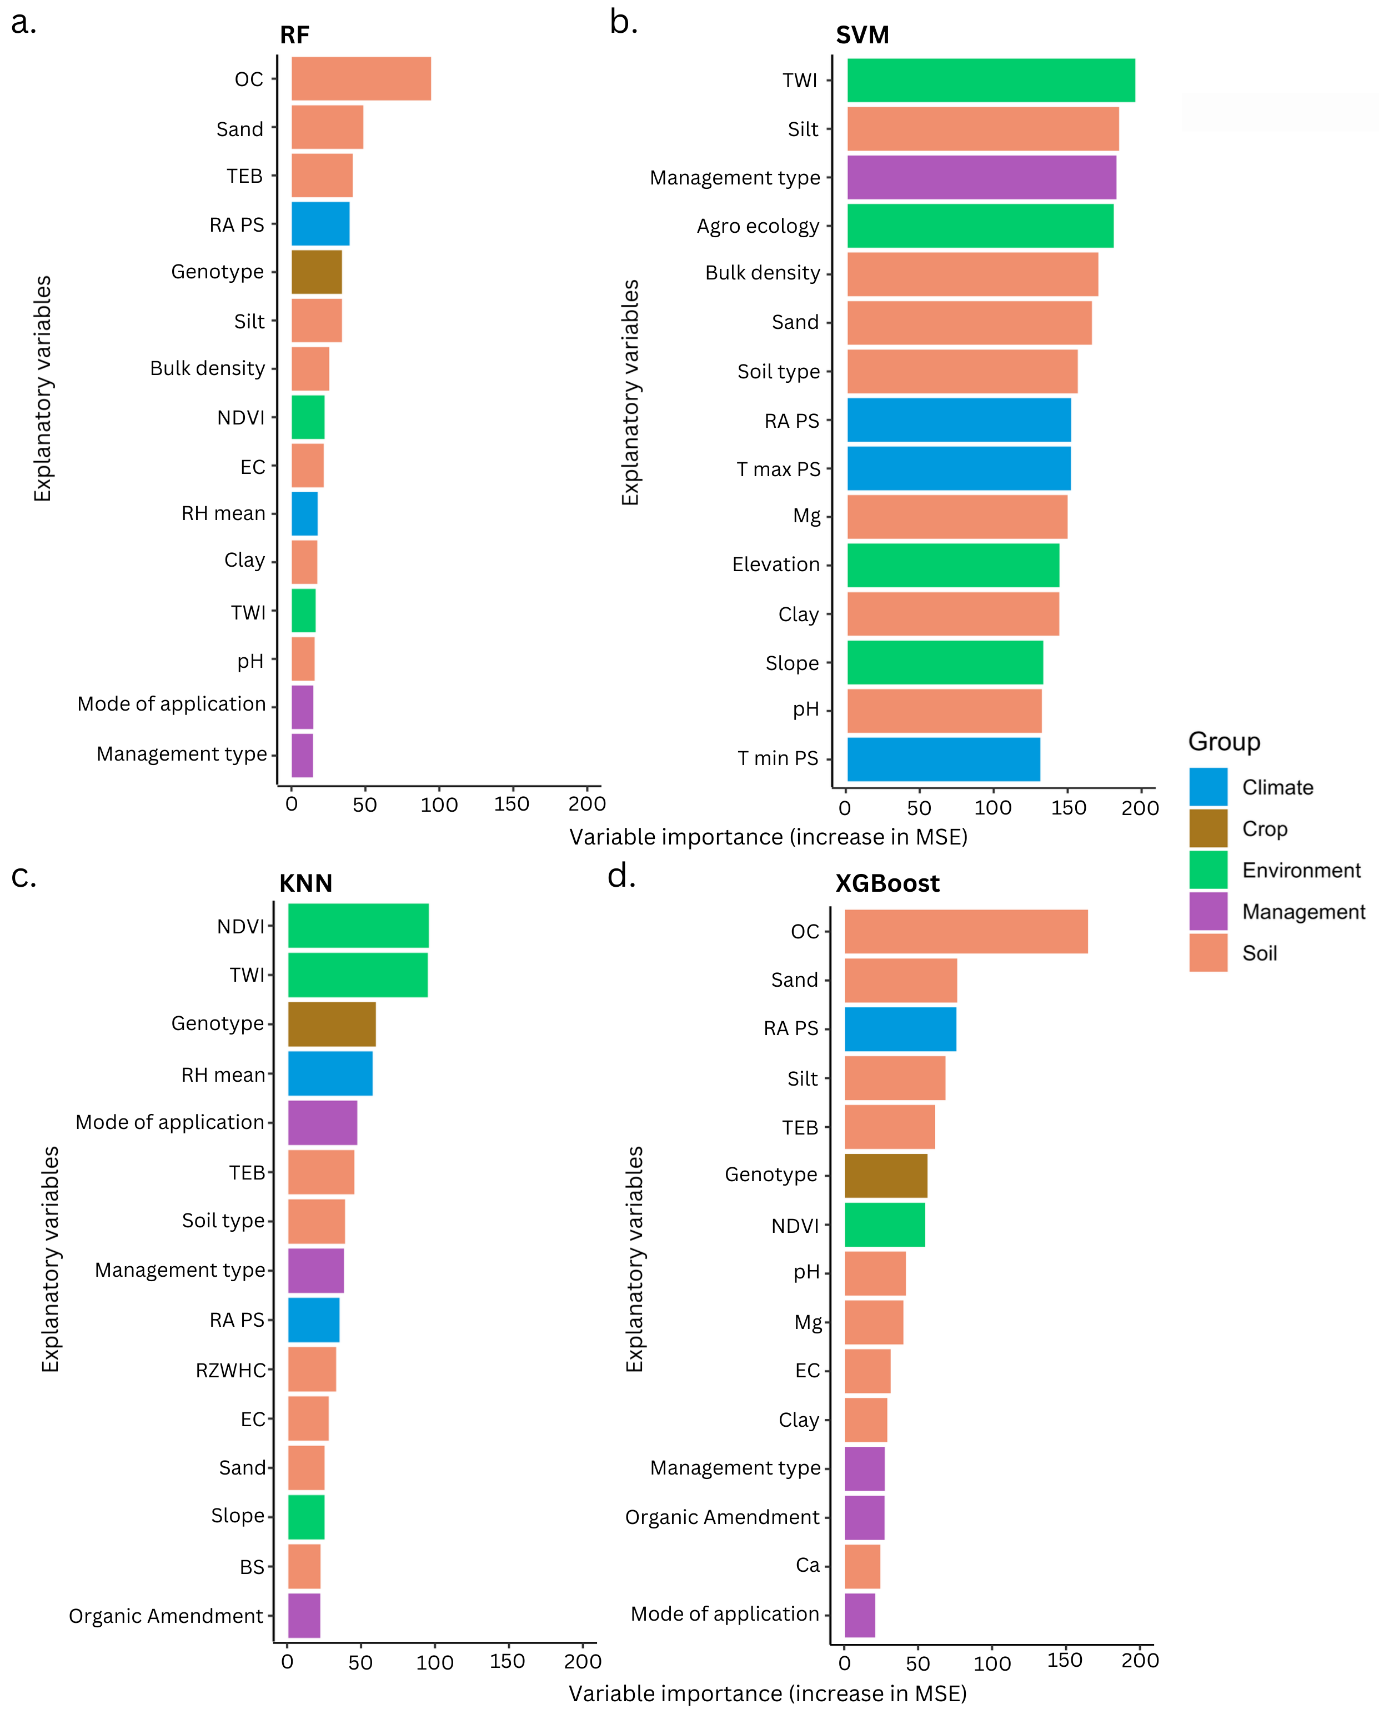 a.
RF
OC
Sand
TEB
RA PS
Genotype
Silt
Bulk density
NDVI
EC
RH mean
Clay
TWI
pH
Mode of application
Management type
Explanatory variables
0 50 100 150 200
b.
SVM
TWI
Silt
Management type
Agro ecology
Bulk density
Sand
Soil type
RA PS
T max PS
Mg
Elevation
Clay
Slope
pH
T min PS
Explanatory variables
0 50 100 150 200
Variable importance (increase in MSE)
Group
Climate
Crop
Environment
Management
Soil
c.
KNN
NDVI
TWI
Genotype
RH mean
Mode of application
TEB
Soil type
Management type
RA PS
RZWHC
EC
Sand
Slope
BS
Organic Amendment
Explanatory variables
0 50 100 150 200
d.
XGBoost
OC
Sand
RA PS
Silt
TEB
Genotype
NDVI
pH
Mg
EC
Clay
Management type
Organic Amendment
Ca
Mode of application
Explanatory variables
0 50 100 150 200
Variable importance (increase in MSE)